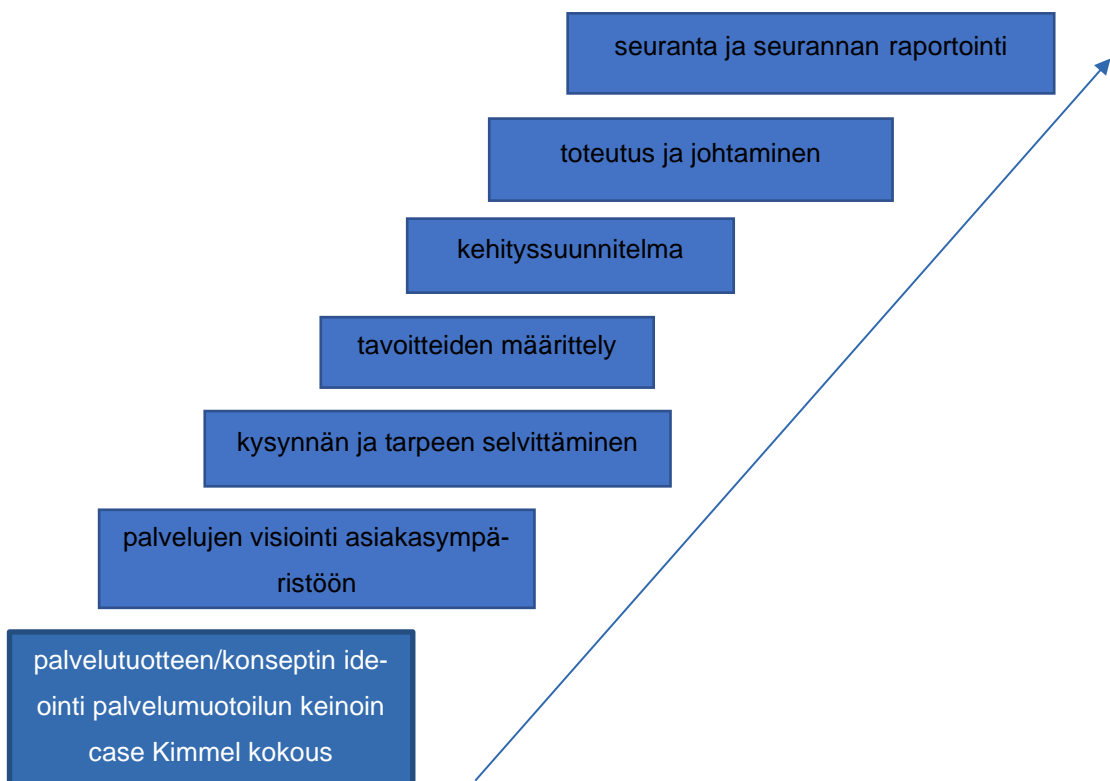 seuranta ja seurannan raportointi
toteutus ja johtaminen
kehityssuunnitelma
tavoitteiden määrittely
kysynnän ja tarpeen selvittäminen
palvelujen visiointi asiakasympä-
ristöön
palvelutuotteen/konseptin ide-
ointi palvelumuotoilun keinoin
case Kimmel kokous